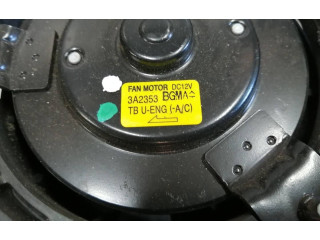 FAN MOTOR DC12V
3A2353 BGMA
TB U-ENG (-A/C)